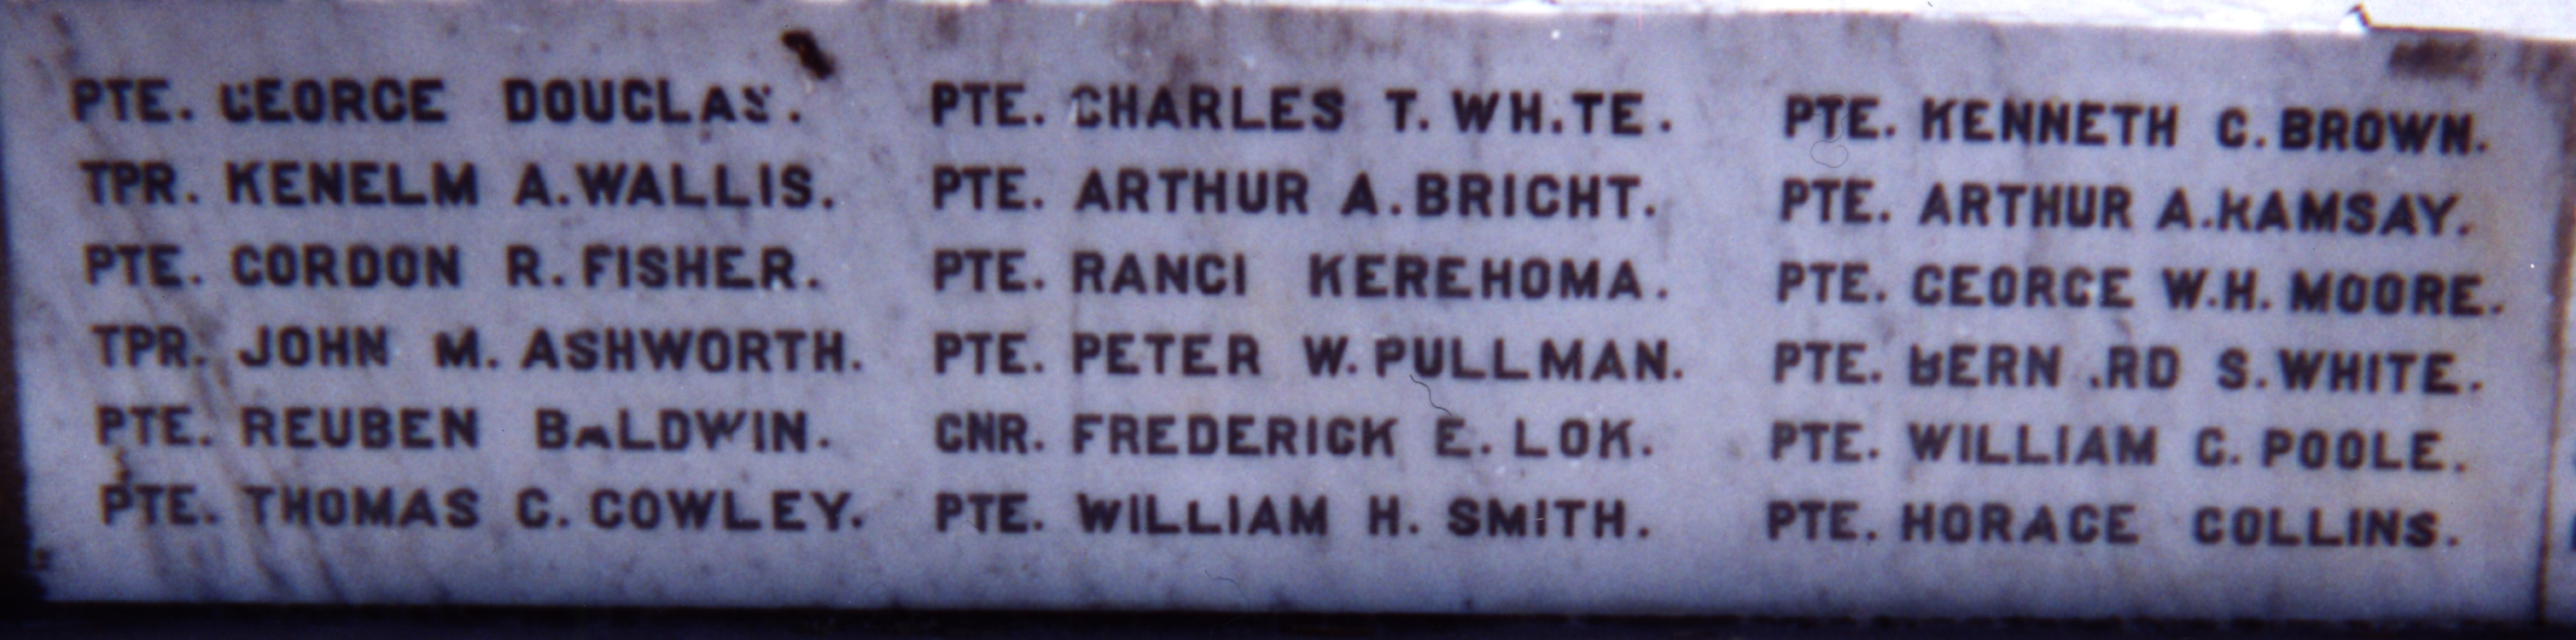 PTE. GEORGE DOUGLAS. PTE. CHARLES T. WHITE. PTE. KENNETH C. BROWN.
TPR. KENELM A. WALLIS. PTE. ARTHUR A. BRIGHT. PTE. ARTHUR A. RAMSAY.
PTE. GORDON R. FISHER. PTE. RANGI KEREHOMA. PTE. GEORGE W.H. MOORE.
TPR. JOHN M. ASHWORTH. PTE. PETER W. PULLMAN. PTE. BERNARD S. WHITE.
PTE. REUBEN BALDWIN. GNR. FREDERICK E. LOK. PTE. WILLIAM G. POOLE.
PTE. THOMAS C. COWLEY. PTE. WILLIAM H. SMITH. PTE. HORACE COLLINS.